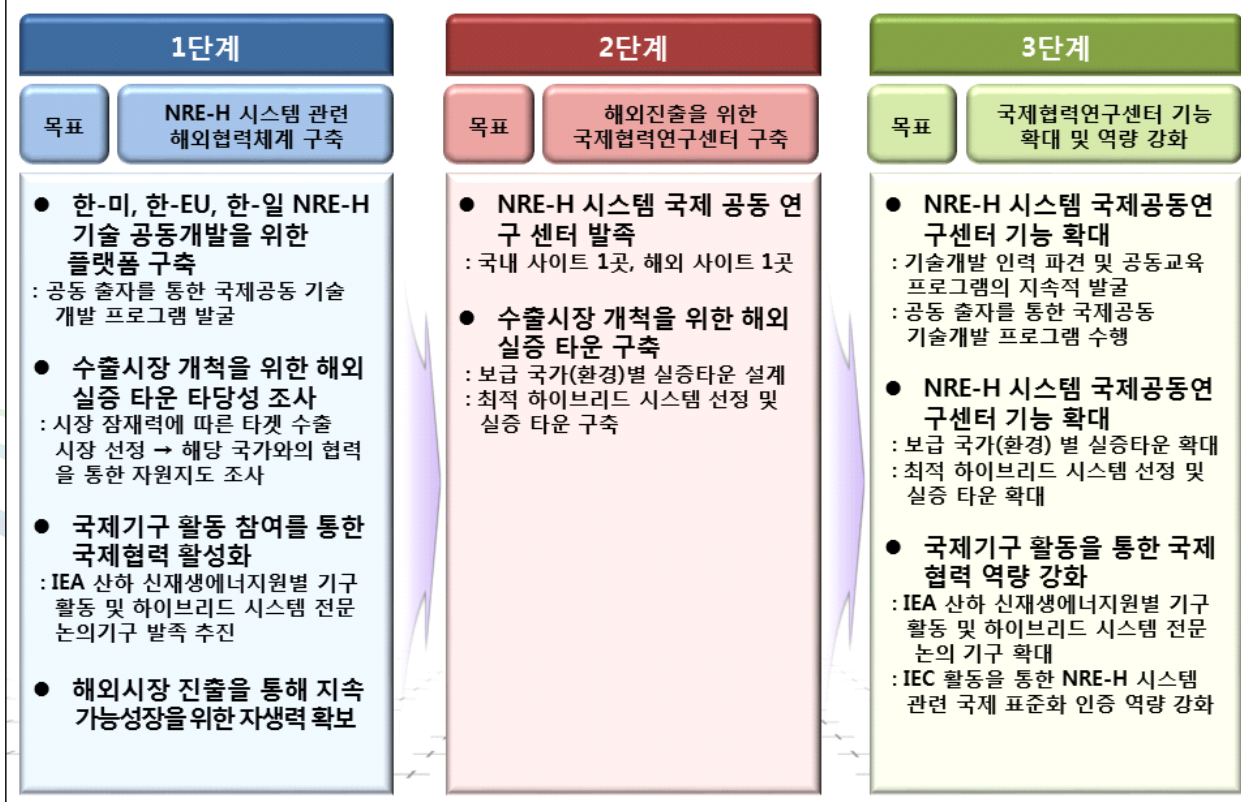 1단계
목표
NRE-H 시스템 관련
해외협력체계 구축
● 한-미, 한-EU, 한-일 NRE-H
기술 공동개발을 위한
플랫폼 구축
: 공동 출자를 통한 국제공동 기술
개발 프로그램 발굴
● 수출시장 개척을 위한 해외
실증 타운 타당성 조사
: 시장 잠재력에 따른 타겟 수출
시장 선정 → 해당 국가와의 협력
을 통한 자원지도 조사
● 국제기구 활동 참여를 통한
국제협력 활성화
: IEA 산하 신재생에너지원별 기구
활동 및 하이브리드 시스템 전문
논의기구 발족 추진
● 해외시장 진출을 통해 지속
가능성장을 위한 자생력 확보
2단계
목표
해외진출을 위한
국제협력연구센터 구축
● NRE-H 시스템 국제 공동 연
구 센터 발족
: 국내 사이트 1곳, 해외 사이트 1곳
● 수출시장 개척을 위한 해외
실증 타운 구축
: 보급 국가(환경)별 실증타운 설계
: 최적 하이브리드 시스템 선정 및
실증 타운 구축
3단계
목표
국제협력연구센터 기능
확대 및 역량 강화
● NRE-H 시스템 국제공동연
구센터 기능 확대
: 기술개발 인력 파견 및 공동교육
프로그램의 지속적 발굴
: 공동 출자를 통한 국제공동
기술개발 프로그램 수행
● NRE-H 시스템 국제공동연
구센터 기능 확대
: 보급 국가(환경) 별 실증타운 확대
: 최적 하이브리드 시스템 선정 및
실증 타운 확대
● 국제기구 활동을 통한 국제
협력 역량 강화
: IEA 산하 신재생에너지원별 기구
활동 및 하이브리드 시스템 전문
논의 기구 확대
: IEC 활동을 통한 NRE-H 시스템
관련 국제 표준화 인증 역량 강화